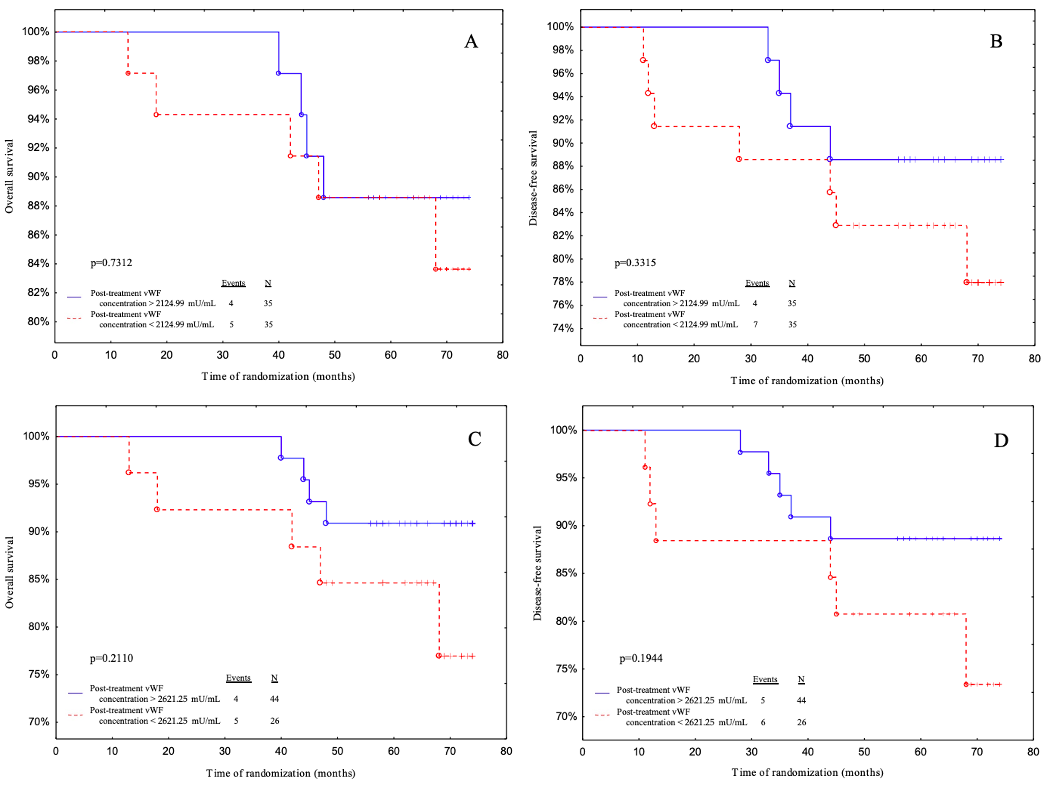 A
100%
98%
96%
94%
92%
90%
88%
86%
84%
82%
80%
Overall survival
p=0.7312
Events N
Post-treatment vWF
concentration > 2124.99 mU/mL 4 35
Post-treatment vWF
concentration < 2124.99 mU/mL 5 35
0 10 20 30 40 50 60 70 80
Time of randomization (months)
B
100%
98%
96%
94%
92%
90%
88%
86%
84%
82%
80%
78%
76%
74%
Disease-free survival
p=0.3315
Events N
Post-treatment vWF
concentration > 2124.99 mU/mL 4 35
Post-treatment vWF
concentration < 2124.99 mU/mL 7 35
0 10 20 30 40 50 60 70 80
Time of randomization (months)
C
100%
95%
90%
85%
80%
75%
70%
Overall survival
p=0.2110
Events N
Post-treatment vWF
concentration > 2621.25 mU/mL 4 44
Post-treatment vWF
concentration < 2621.25 mU/mL 5 26
0 10 20 30 40 50 60 70 80
Time of randomization (months)
D
100%
95%
90%
85%
80%
75%
70%
Disease-free survival
p=0.1944
Events N
Post-treatment vWF
concentration > 2621.25 mU/mL 5 44
Post-treatment vWF
concentration < 2621.25 mU/mL 6 26
0 10 20 30 40 50 60 70 80
Time of randomization (months)